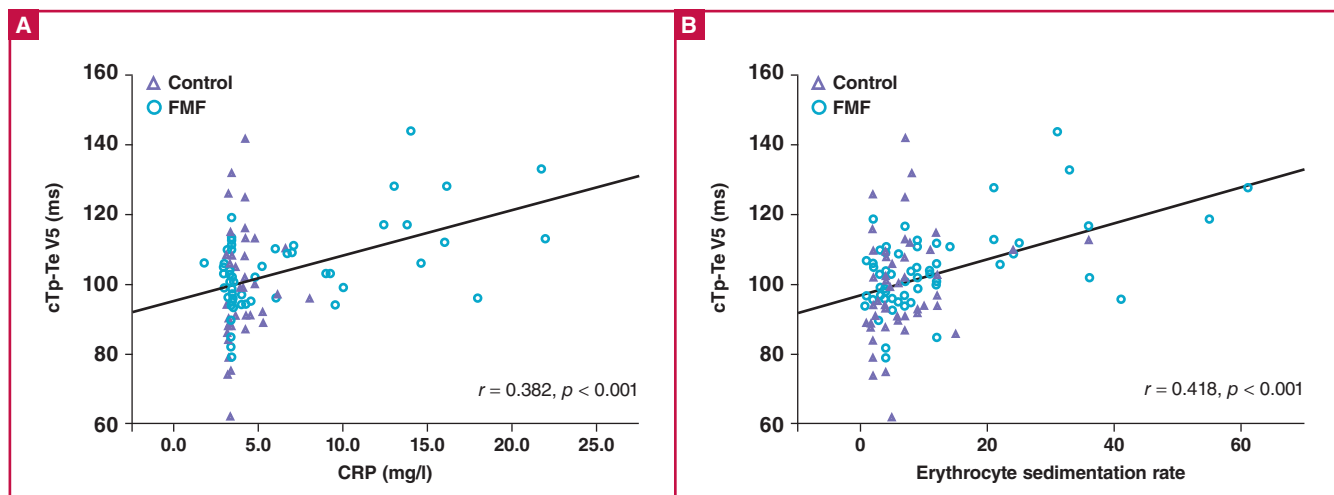 A
160
140
120
100
80
60
cTp-Te V5 (ms)
Control
FMF
r = 0.382, p < 0.001
0.0 5.0 10.0 15.0 20.0 25.0
CRP (mg/l)
B
160
140
120
100
80
60
cTp-Te V5 (ms)
Control
FMF
r = 0.418, p < 0.001
0 20 40 60
Erythrocyte sedimentation rate